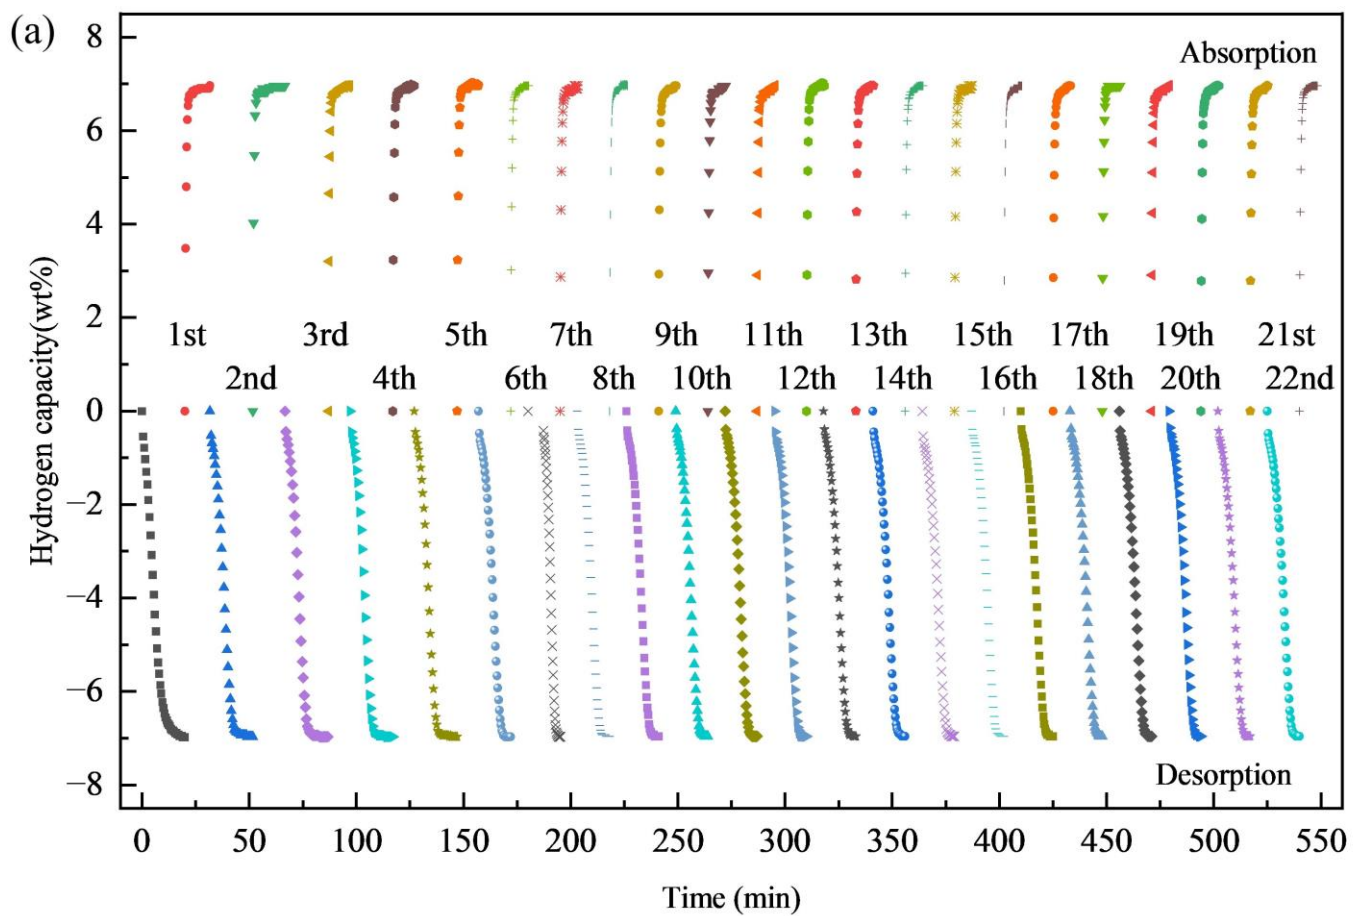 (a)
Absorption
Hydrogen capacity(wt%)
8
6
4
2
0
−2
−4
−6
−8
1st 3rd 5th 7th 9th 11th 13th 15th 17th 19th 21st
2nd 4th 6th 8th 10th 12th 14th 16th 18th 20th 22nd
Desorption
0 50 100 150 200 250 300 350 400 450 500 550
Time (min)